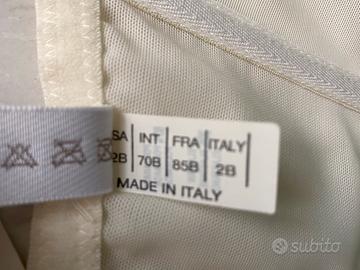 SA INT FRA ITALY
2B 70B 85B 2B
MADE IN ITALY
subito